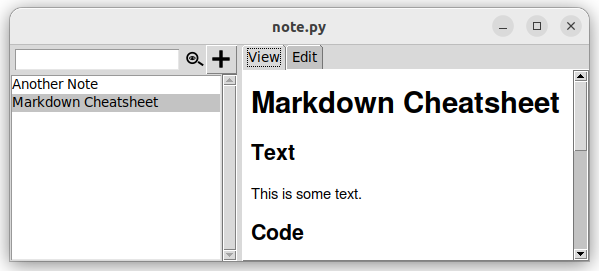 note.py
View Edit
Another Note
Markdown Cheatsheet
Markdown Cheatsheet
Text
This is some text.
Code